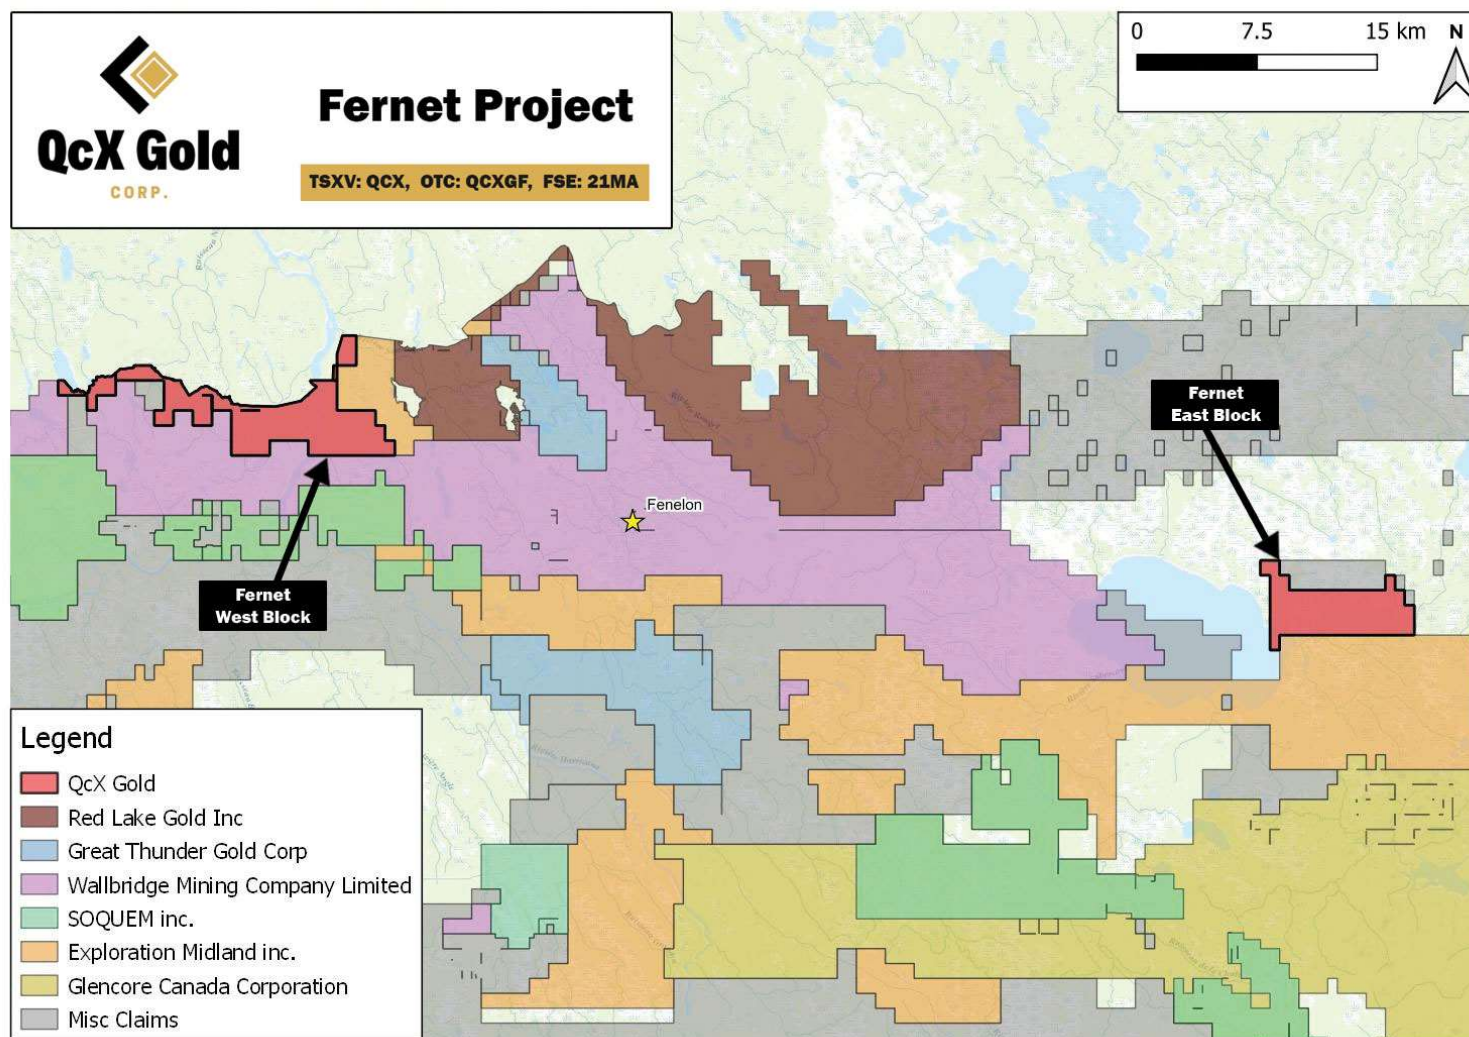 QcX Gold
CORP.
Fernet Project
TSXV: QCX, OTC: QCXGF, FSE: 21MA
0 7.5 15 km
N
Fernet
East Block
Fenelon
Fernet
West Block
Legend
QcX Gold
Red Lake Gold Inc
Great Thunder Gold Corp
Wallbridge Mining Company Limited
SOQUEM inc.
Exploration Midland inc.
Glencore Canada Corporation
Misc Claims